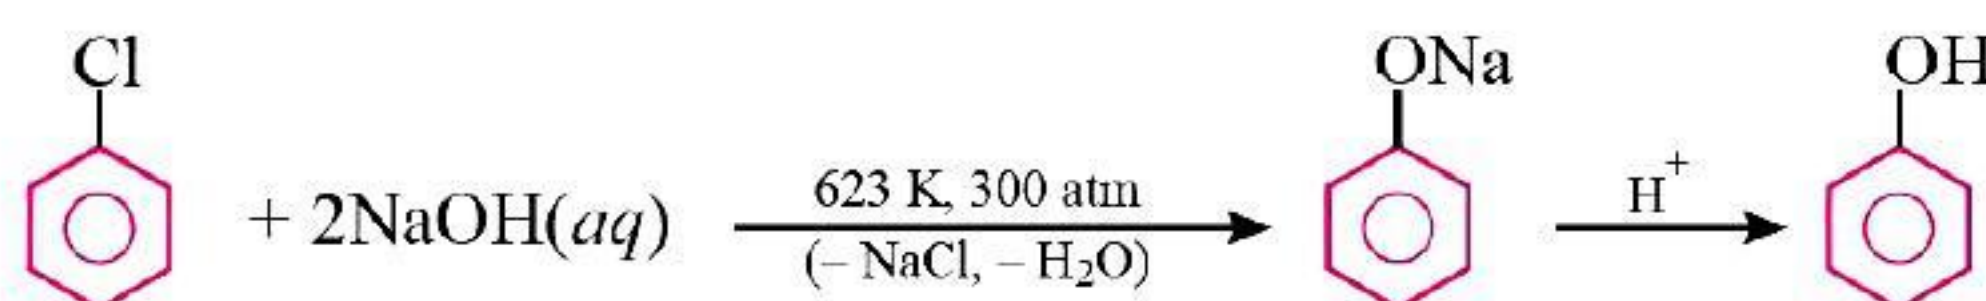 Cl
ONa
OH
+ 2NaOH(aq)
623 K, 300 atm
(– NaCl, – H₂O)
H⁺